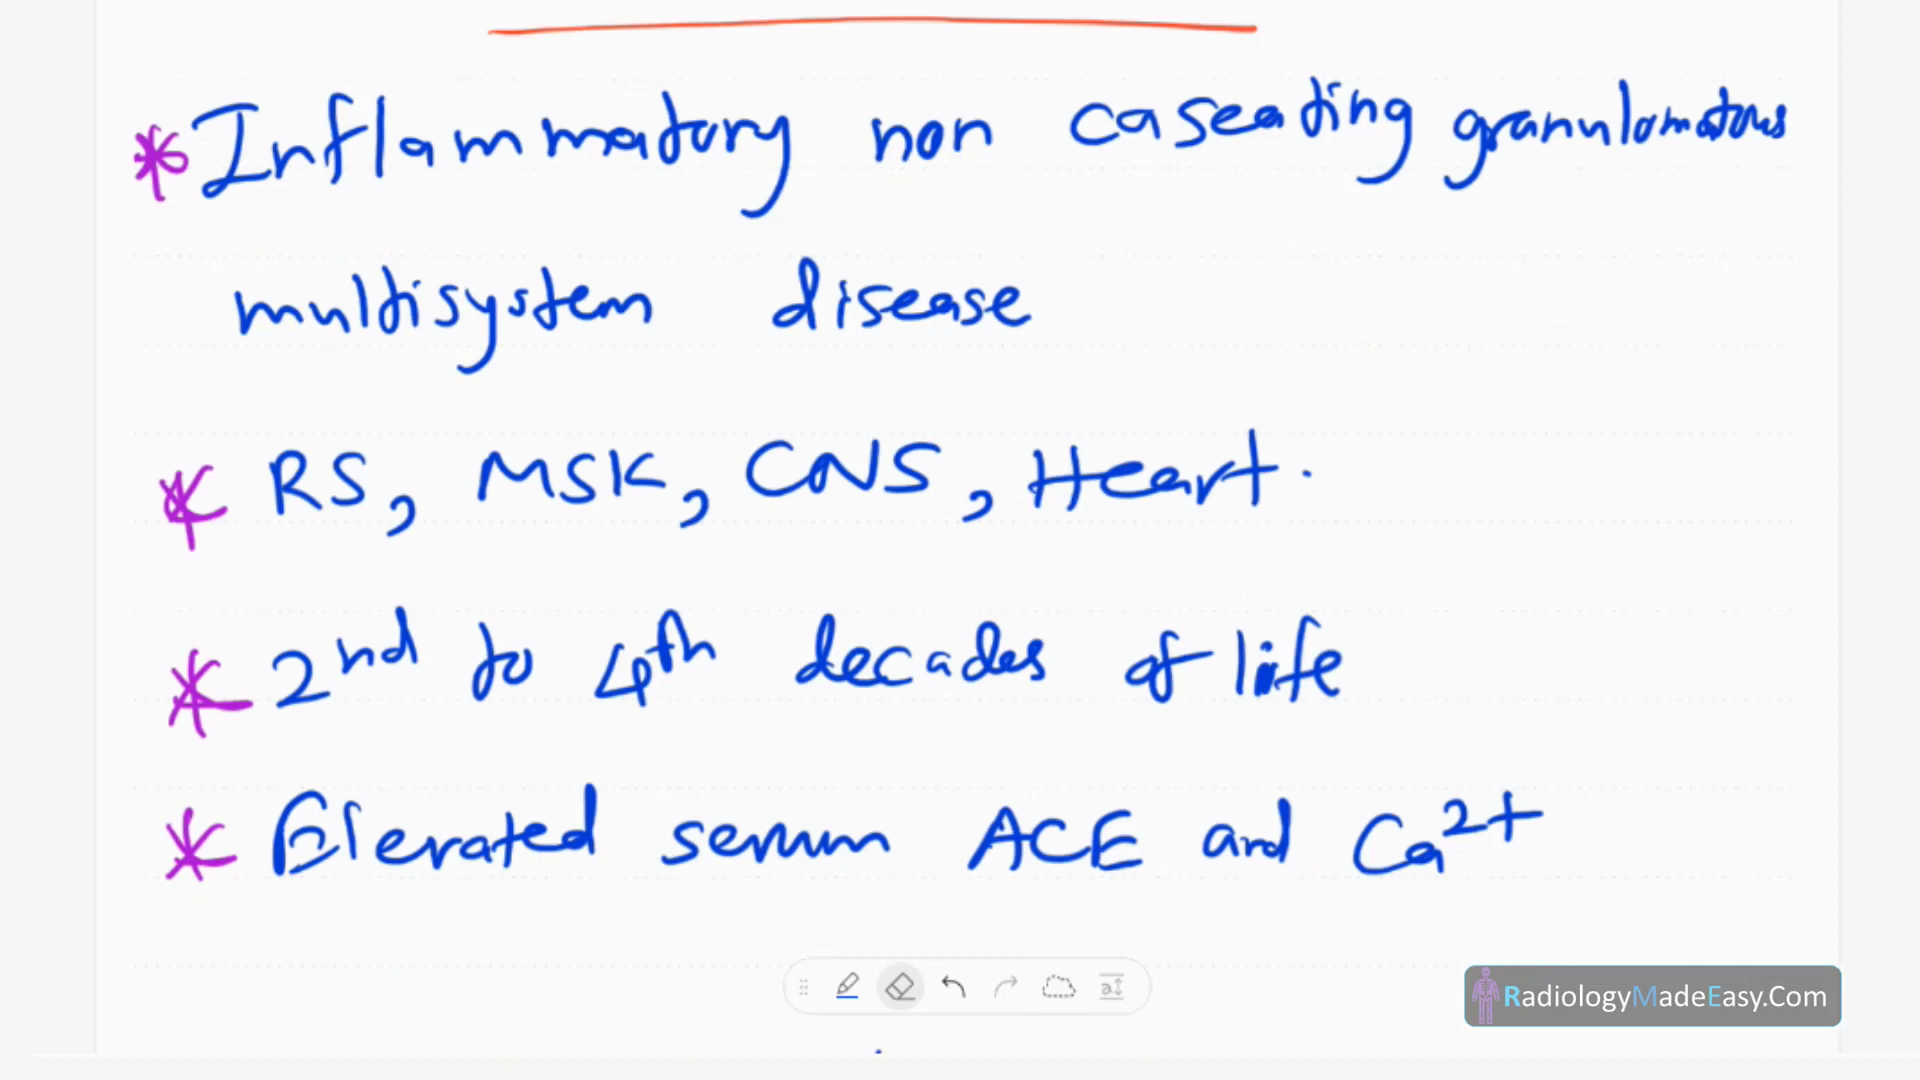 * Inflammatory non caseating granulomatous
multisystem disease
* RS, MSK, CNS, Heart.
* 2nd to 4th decades of life
* Elevated serum ACE and Ca2+
RadiologyMadeEasy.Com